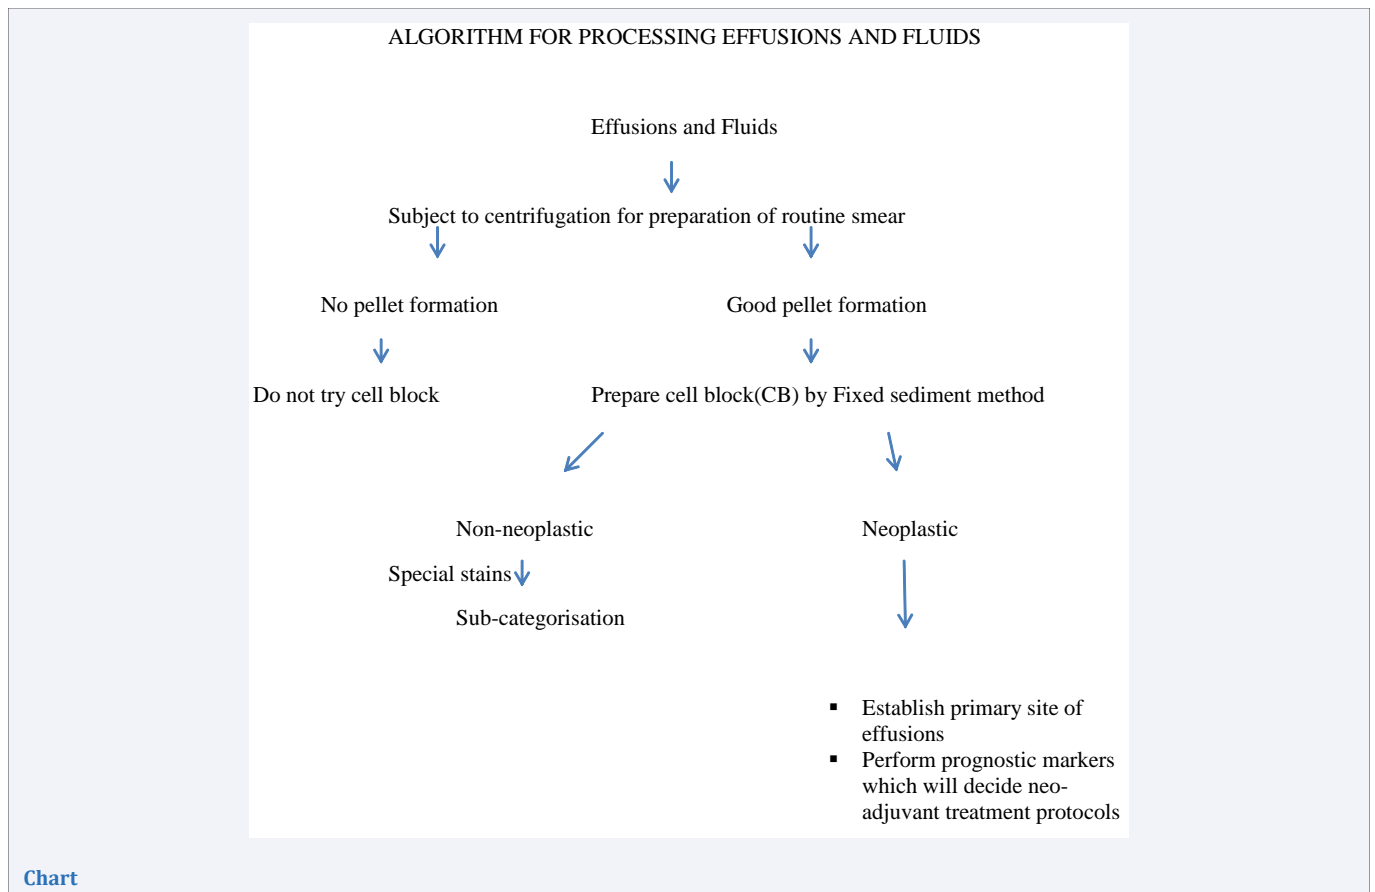 ALGORITHM FOR PROCESSING EFFUSIONS AND FLUIDS
Effusions and Fluids
Subject to centrifugation for preparation of routine smear
No pellet formation
Good pellet formation
Do not try cell block
Prepare cell block(CB) by Fixed sediment method
Non-neoplastic
Neoplastic
Special stains
Sub-categorisation
▪ Establish primary site of
effusions
▪ Perform prognostic markers
which will decide neo-
adjuvant treatment protocols
Chart